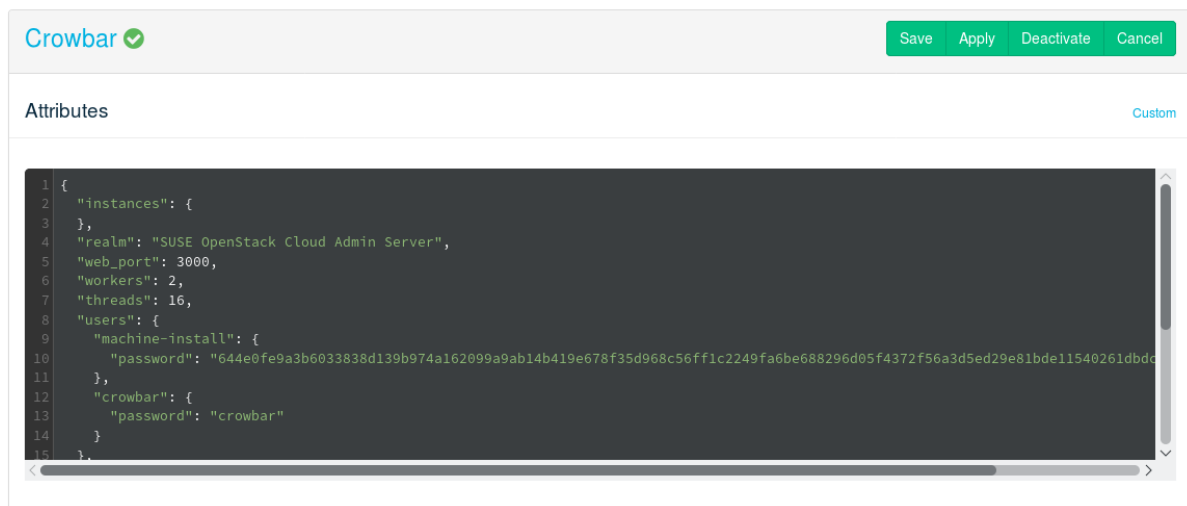 Crowbar
Save Apply Deactivate Cancel
Attributes
Custom
1 {
2 "instances": {
3 },
4 "realm": "SUSE OpenStack Cloud Admin Server",
5 "web_port": 3000,
6 "workers": 2,
7 "threads": 16,
8 "users": {
9 "machine-install": {
10 "password": "644e0fe9a3b6033838d139b974a162099a9ab14b419e678f35d968c56ff1c2249fa6be688296d05f4372f56a3d5ed29e81bde11540261dbdc
11 },
12 "crowbar": {
13 "password": "crowbar"
14 }
15 },